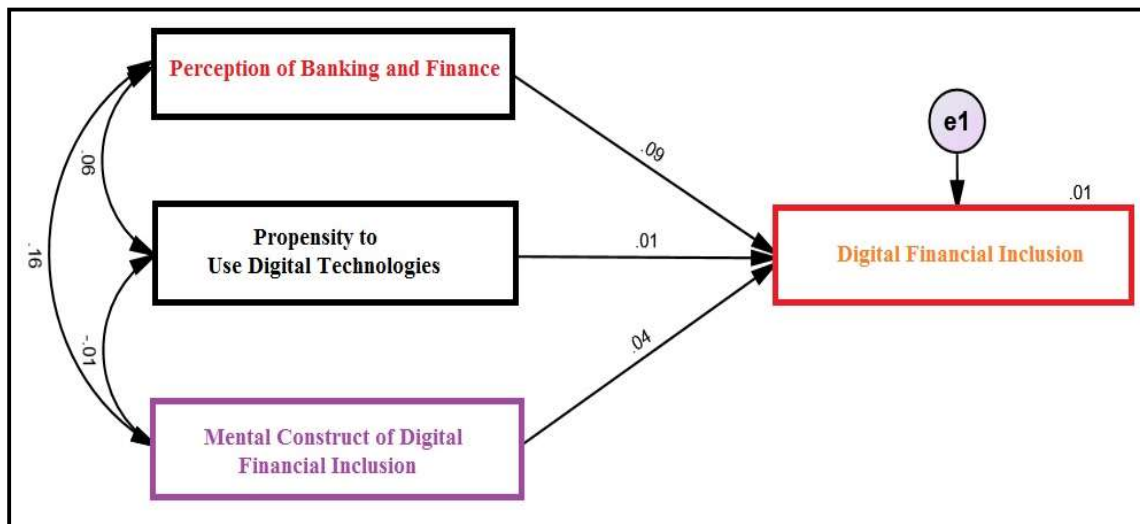 Perception of Banking and Finance
e1
.09
.06
.01
Propensity to
Use Digital Technologies
.01
Digital Financial Inclusion
.16
-.01
.04
Mental Construct of Digital
Financial Inclusion